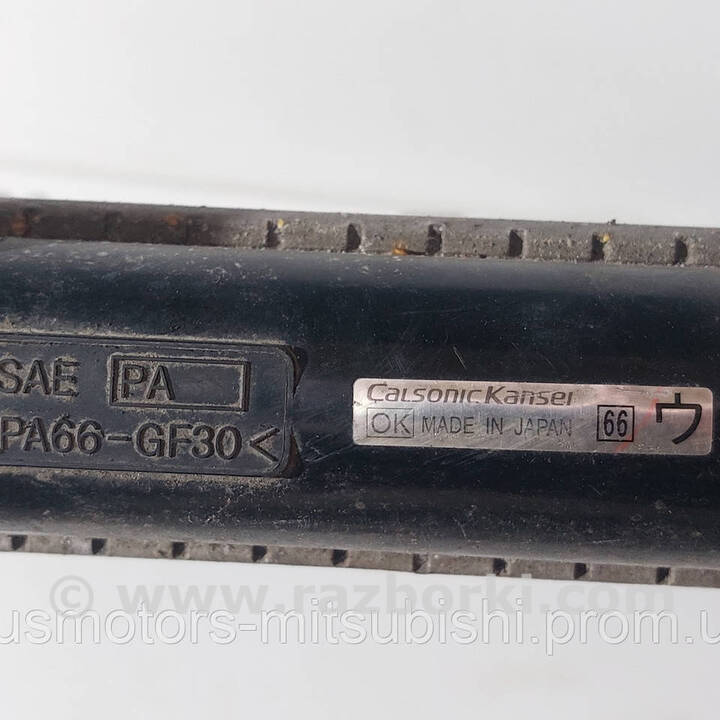 SAE PA
PA66-GF30<
CalsonicKansei
OK MADE IN JAPAN 66 ウ
© www.razborki.com
usmotors-mitsubishi.prom.u